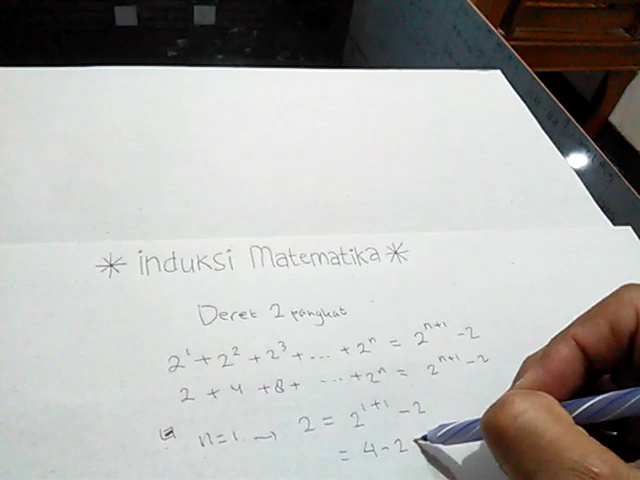 * induksi Matematika *
Deret 2 pangkat
2¹ + 2² + 2³ + ... + 2ⁿ = 2ⁿ⁺¹ - 2
2 + 4 + 8 + ... + 2ⁿ = 2ⁿ⁺¹ - 2
n=1 → 2 = 2¹⁺¹ - 2
= 4 - 2